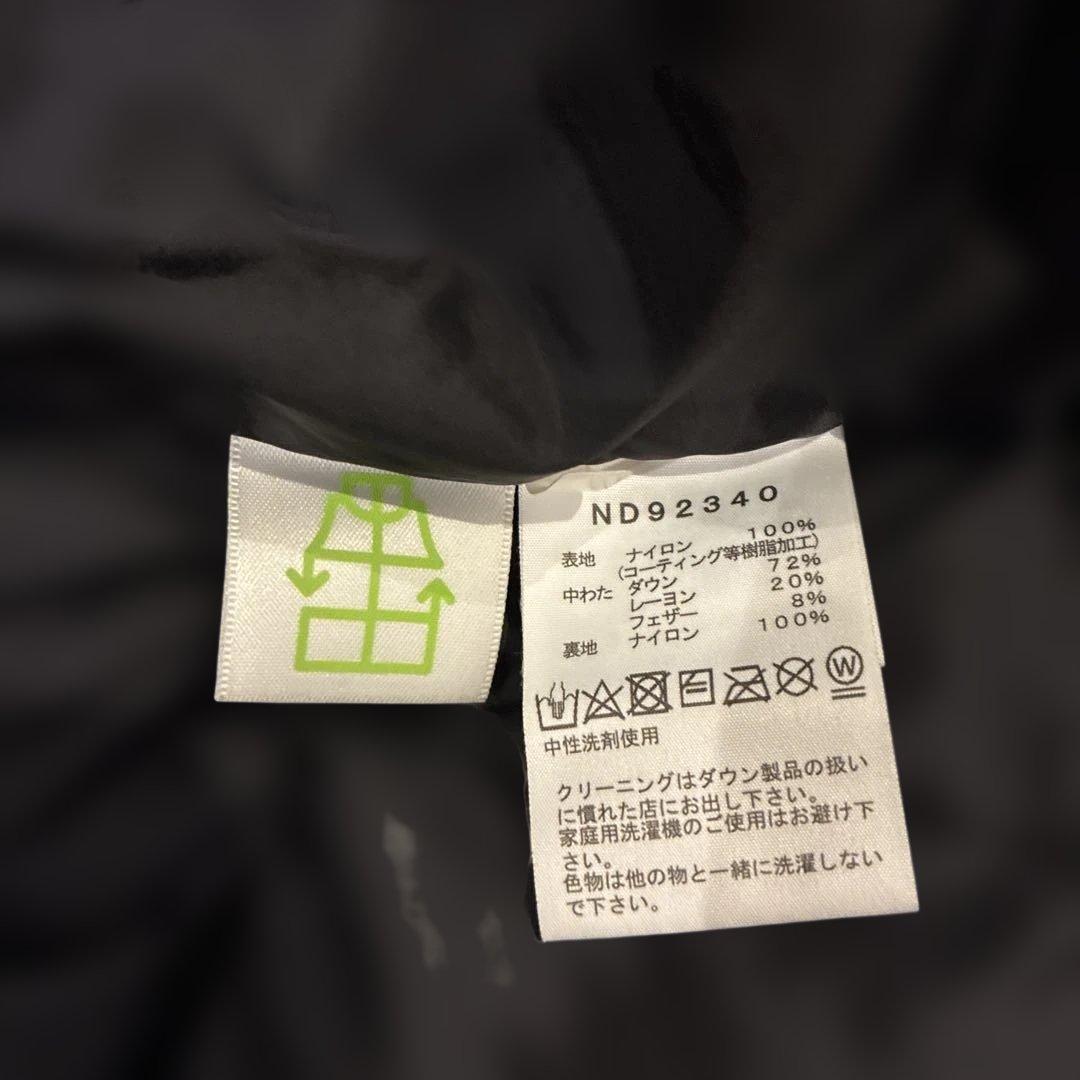 ND92340
表地 ナイロン 100%
(コーティング等樹脂加工)
中わた ダウン 72%
レーヨン 20%
フェザー 8%
裏地 ナイロン 100%
W
中性洗剤使用
クリーニングはダウン製品の扱い
に慣れた店にお出し下さい。
家庭用洗濯機のご使用はお避け下
さい。
色物は他の物と一緒に洗濯しない
で下さい。